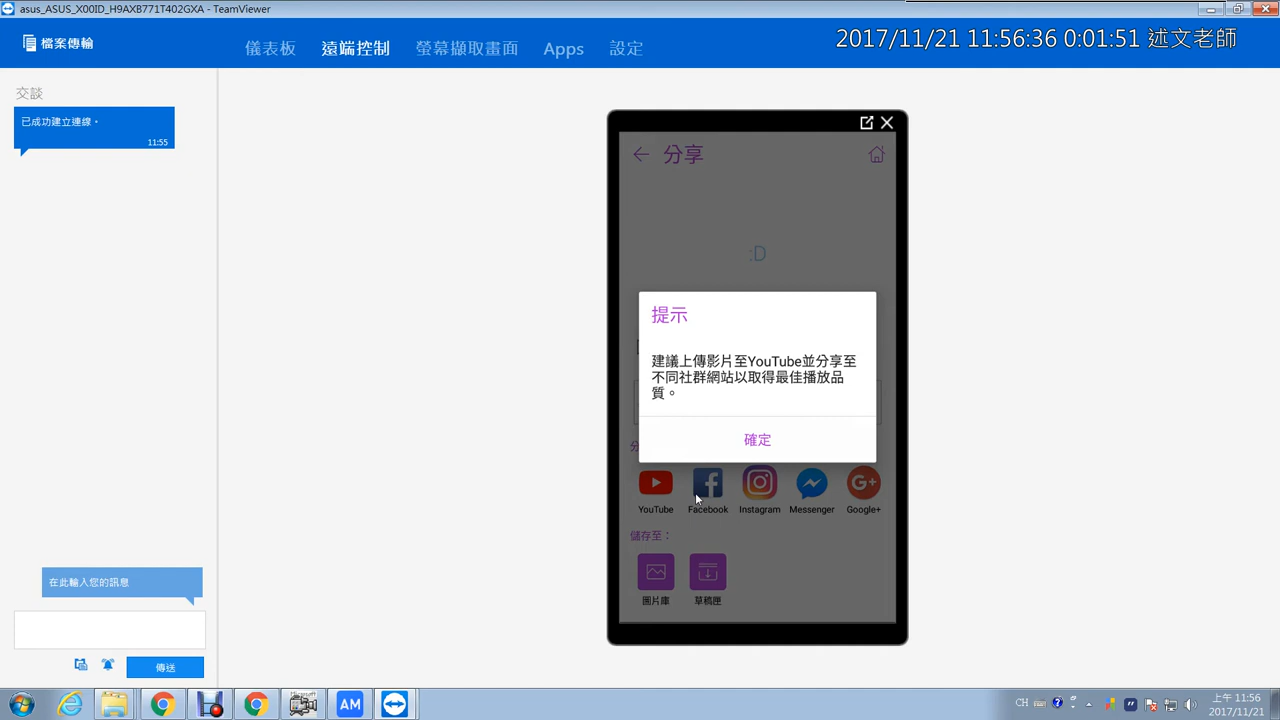 asus_ASUS_X00ID_H9AXB771T402GXA - TeamViewer
檔案傳輸
儀表板
遠端控制
螢幕擷取畫面
Apps
設定
2017/11/21 11:56:36 0:01:51 述文老師
交談
已成功建立連線。
11:55
分享
:D
提示
建議上傳影片至YouTube並分享至
不同社群網站以取得最佳播放品
質。
確定
YouTube
Facebook
Instagram
Messenger
Google+
儲存至：
圖片庫
草稿匣
在此輸入您的訊息
傳送
AM
CH
上午 11:56
2017/11/21